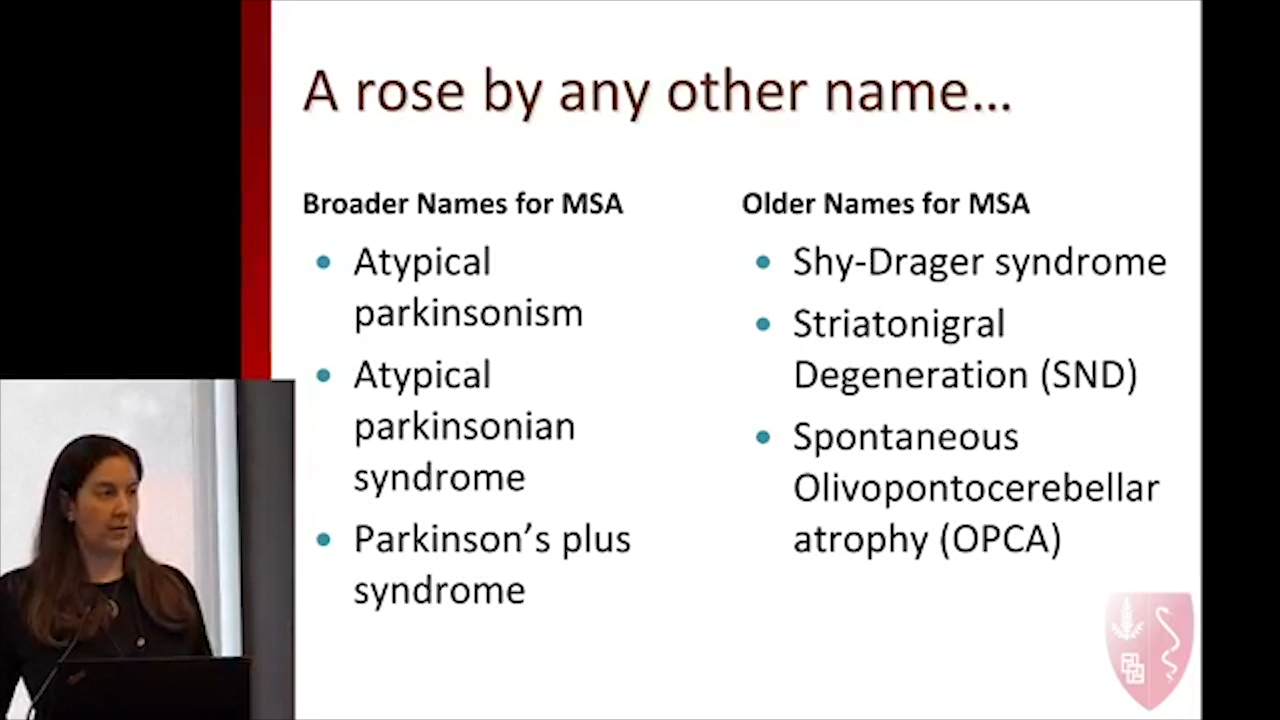 A rose by any other name…
Broader Names for MSA
Atypical
parkinsonism
Atypical
parkinsonian
syndrome
Parkinson’s plus
syndrome
Older Names for MSA
Shy-Drager syndrome
Striatonigral
Degeneration (SND)
Spontaneous
Olivopontocerebellar
atrophy (OPCA)